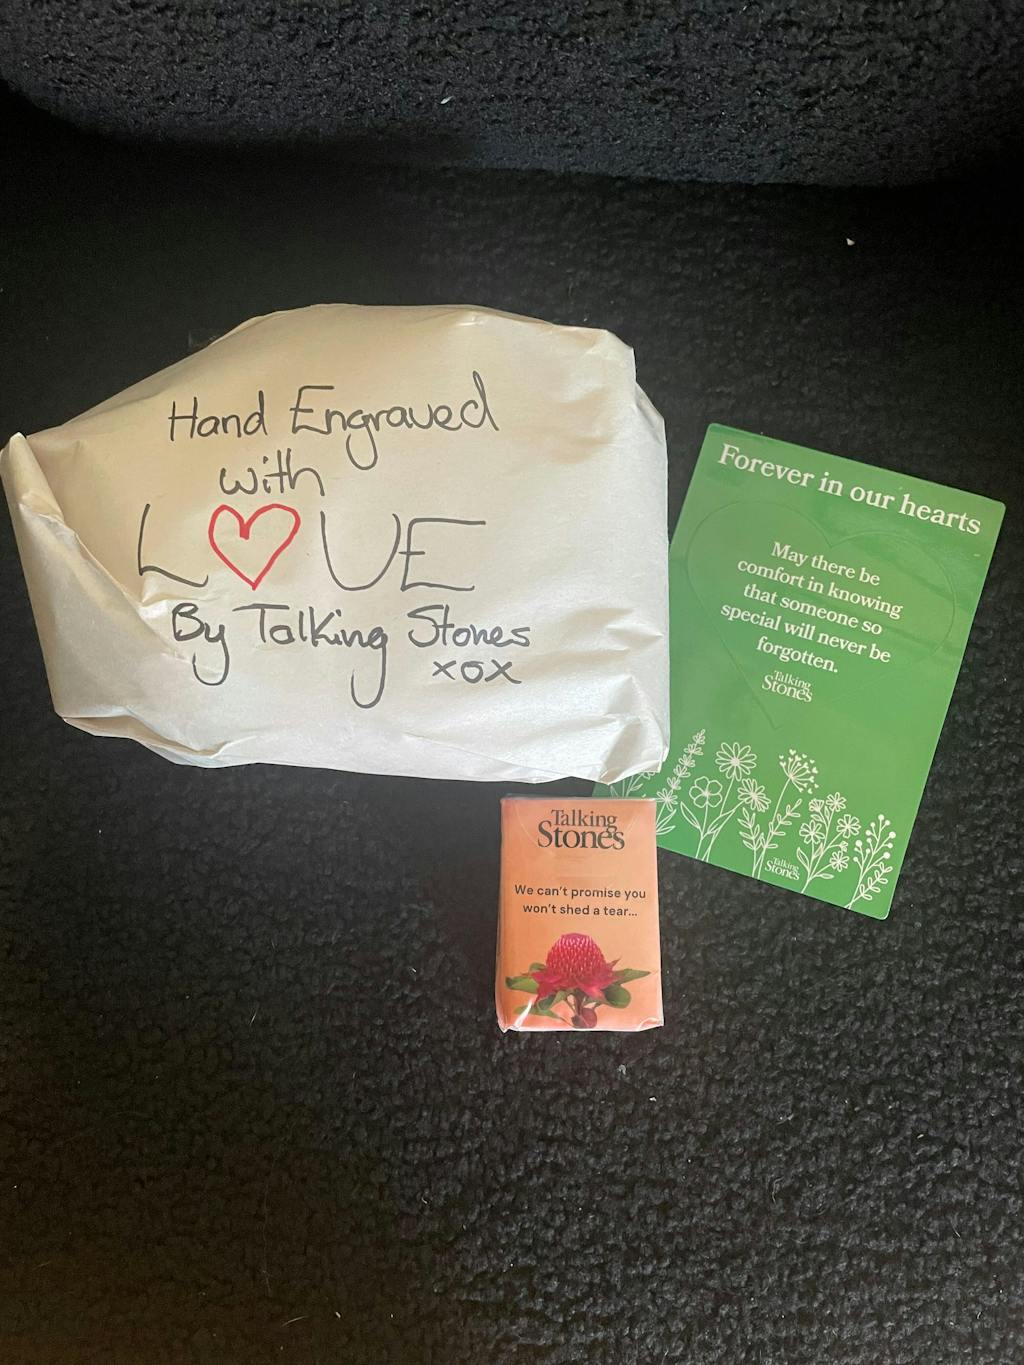 Hand Engraved
with
LOVE
By Talking Stones
xox
Forever in our hearts
May there be
comfort in knowing
that someone so
special will never be
forgotten.
Talking
Stones
Talking
Stones
Talking
Stones
We can't promise you
won't shed a tear...